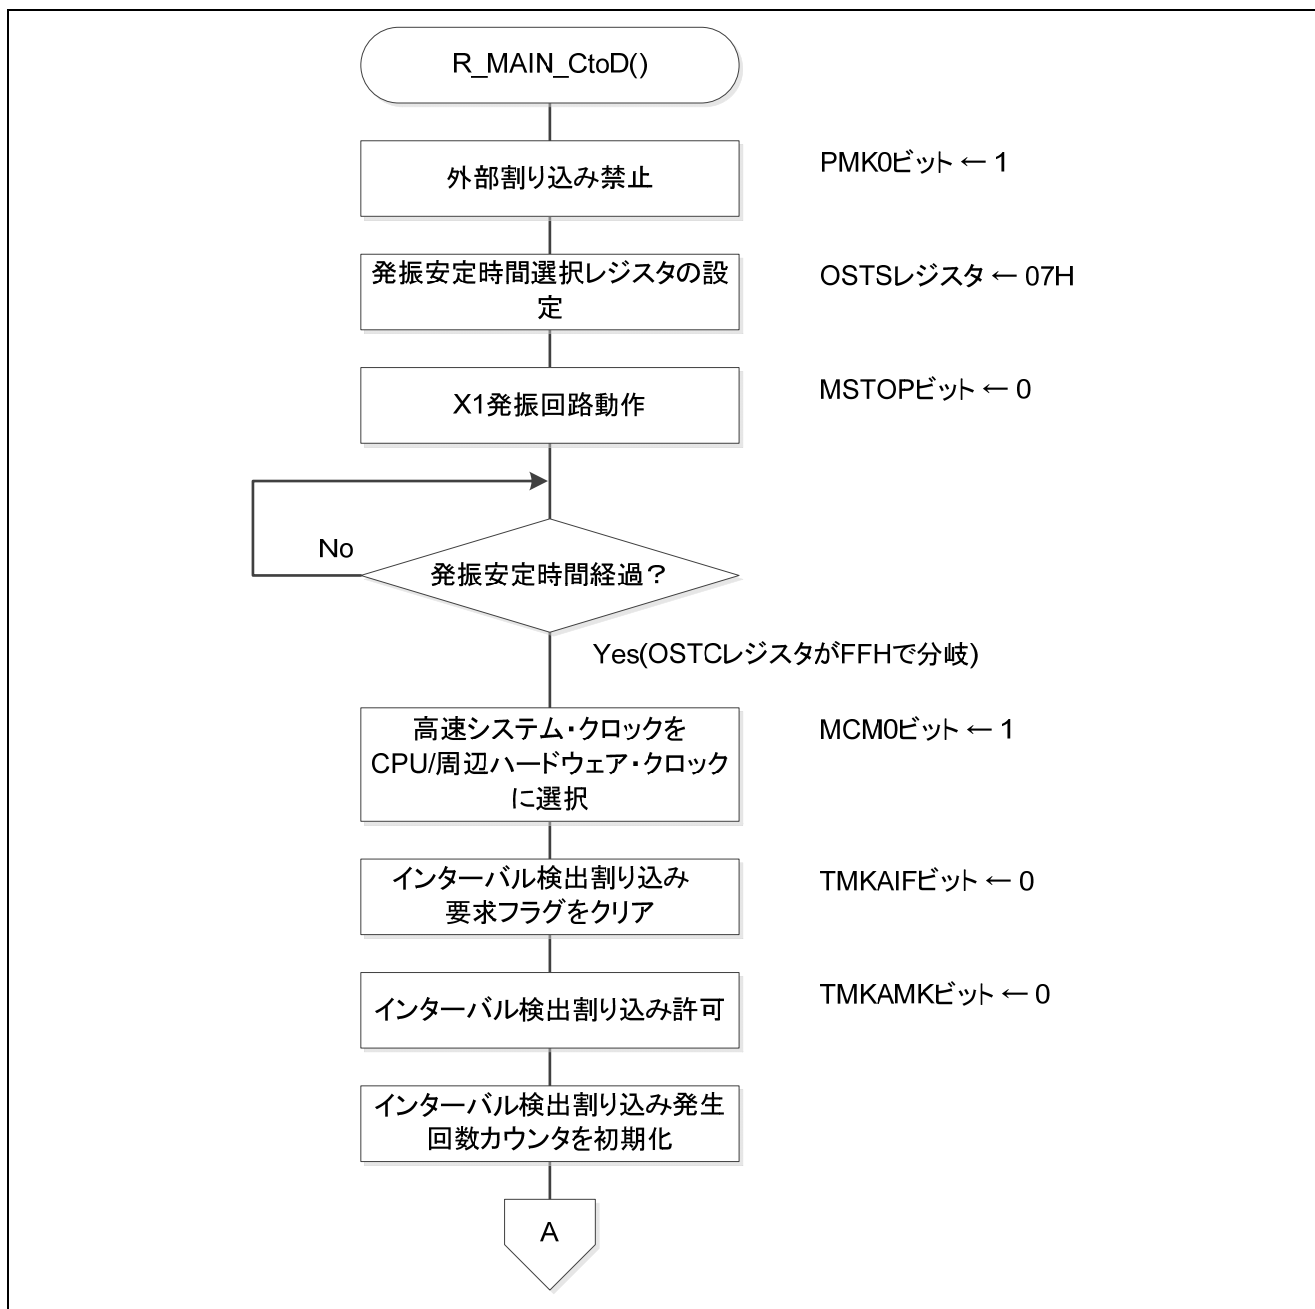 R_MAIN_CtoD()
外部割り込み禁止
PMK0ビット ← 1
発振安定時間選択レジスタの設
定
OSTSレジスタ ← 07H
X1発振回路動作
MSTOPビット ← 0
No
発振安定時間経過？
Yes(OSTCレジスタがFFHで分岐)
高速システム・クロックを
CPU/周辺ハードウェア・クロック
に選択
MCM0ビット ← 1
インターバル検出割り込み
要求フラグをクリア
TMKAIFビット ← 0
インターバル検出割り込み許可
TMKAMKビット ← 0
インターバル検出割り込み発生
回数カウンタを初期化
A